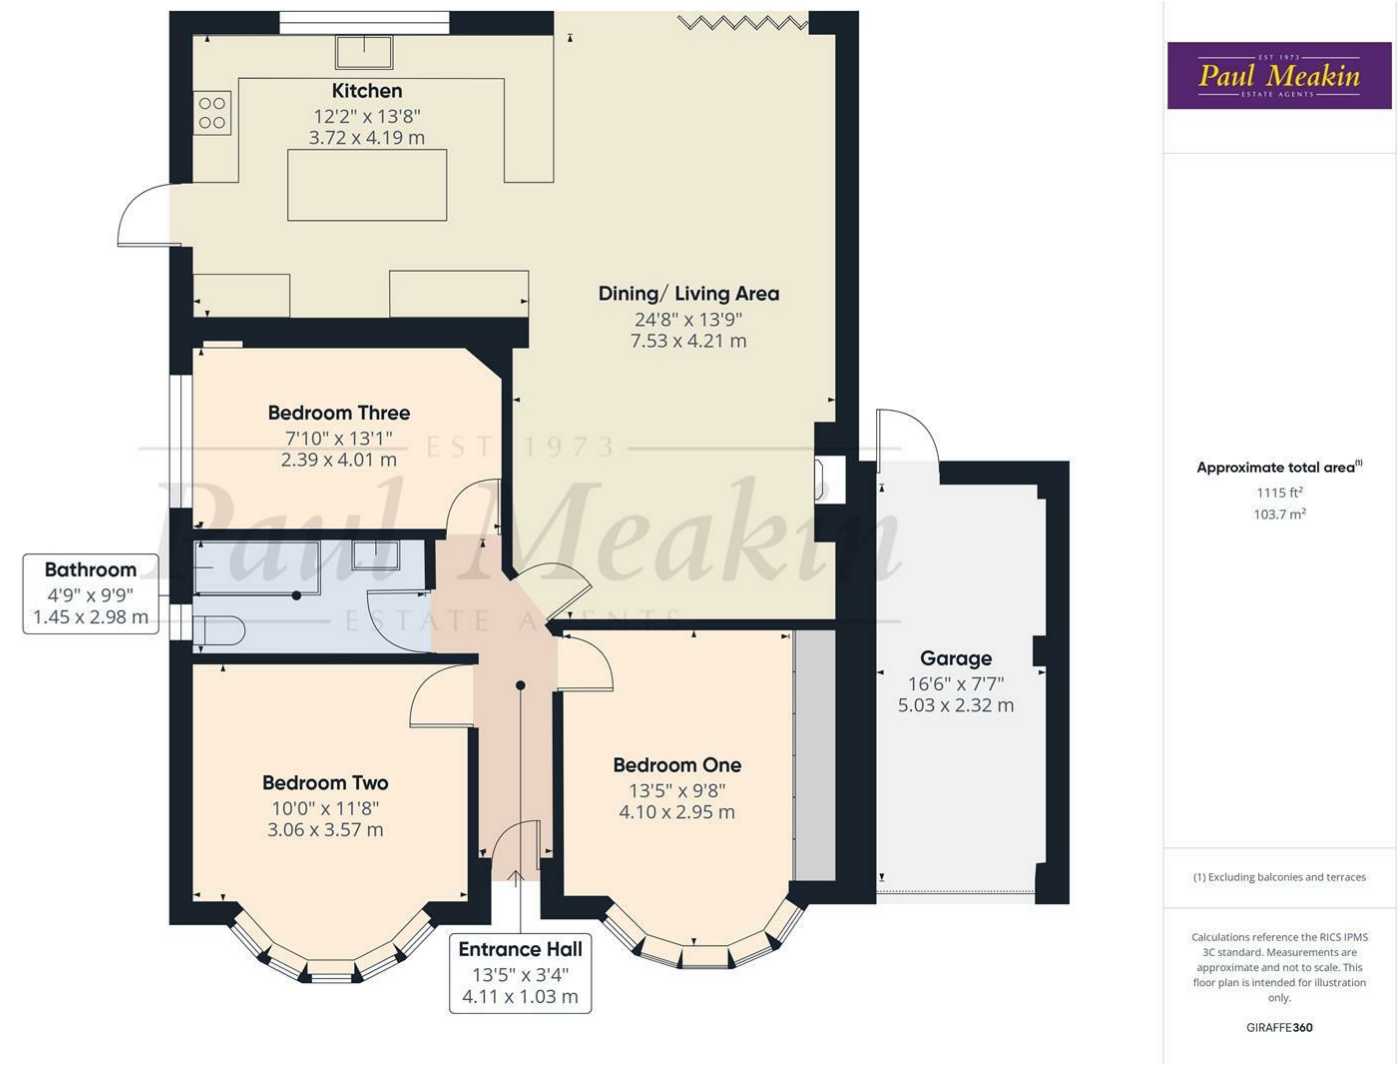 Kitchen
12'2" x 13'8"
3.72 x 4.19 m
Dining/ Living Area
24'8" x 13'9"
7.53 x 4.21 m
Bedroom Three
7'10" x 13'1"
2.39 x 4.01 m
EST 1973
Paul Meakin
ESTATE AGENTS
Bathroom
4'9" x 9'9"
1.45 x 2.98 m
Garage
16'6" x 7'7"
5.03 x 2.32 m
Bedroom Two
10'0" x 11'8"
3.06 x 3.57 m
Bedroom One
13'5" x 9'8"
4.10 x 2.95 m
Entrance Hall
13'5" x 3'4"
4.11 x 1.03 m
EST 1973
Paul Meakin
ESTATE AGENTS
Approximate total area⁽¹⁾
1115 ft²
103.7 m²
(1) Excluding balconies and terraces
Calculations reference the RICS IPMS
3C standard. Measurements are
approximate and not to scale. This
floor plan is intended for illustration
only.
GIRAFFE360